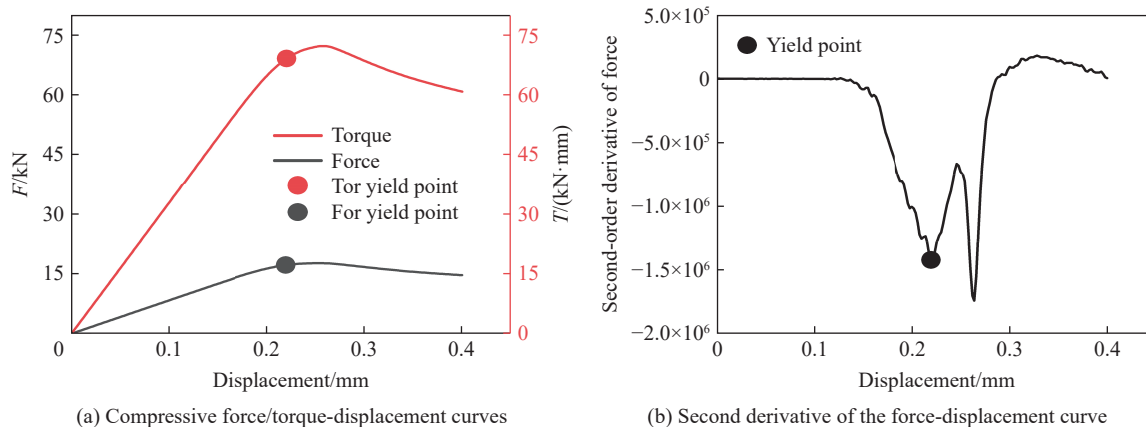 75
60
45
30
15
F/kN
Torque
Force
Tor yield point
For yield point
75
60
45
30
15
0
T/(kN·mm)
0
0.1
0.2
0.3
0.4
Displacement/mm
(a) Compressive force/torque-displacement curves
5.0×10⁵
0
−5.0×10⁵
−1.0×10⁶
−1.5×10⁶
−2.0×10⁶
Second-order derivative of force
Yield point
0
0.1
0.2
0.3
0.4
Displacement/mm
(b) Second derivative of the force-displacement curve